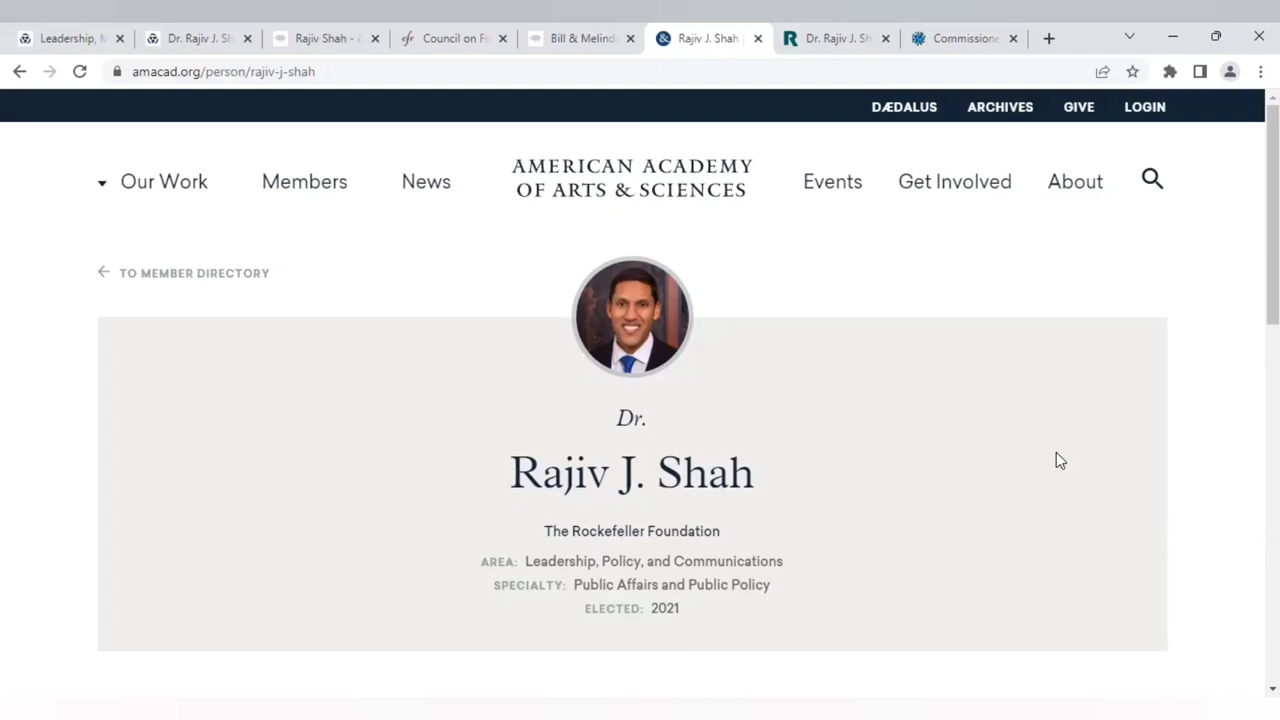 Leadership, M
Dr. Rajiv J. Sh
Rajiv Shah - A
cfr Council on Fo
Bill & Melind
& Rajiv J. Shah
R Dr. Rajiv J. Sh
Commissione
amacad.org/person/rajiv-j-shah
DÆDALUS ARCHIVES GIVE LOGIN
Our Work Members News
AMERICAN ACADEMY
OF ARTS & SCIENCES
Events Get Involved About
TO MEMBER DIRECTORY
Dr.
Rajiv J. Shah
The Rockefeller Foundation
AREA: Leadership, Policy, and Communications
SPECIALTY: Public Affairs and Public Policy
ELECTED: 2021